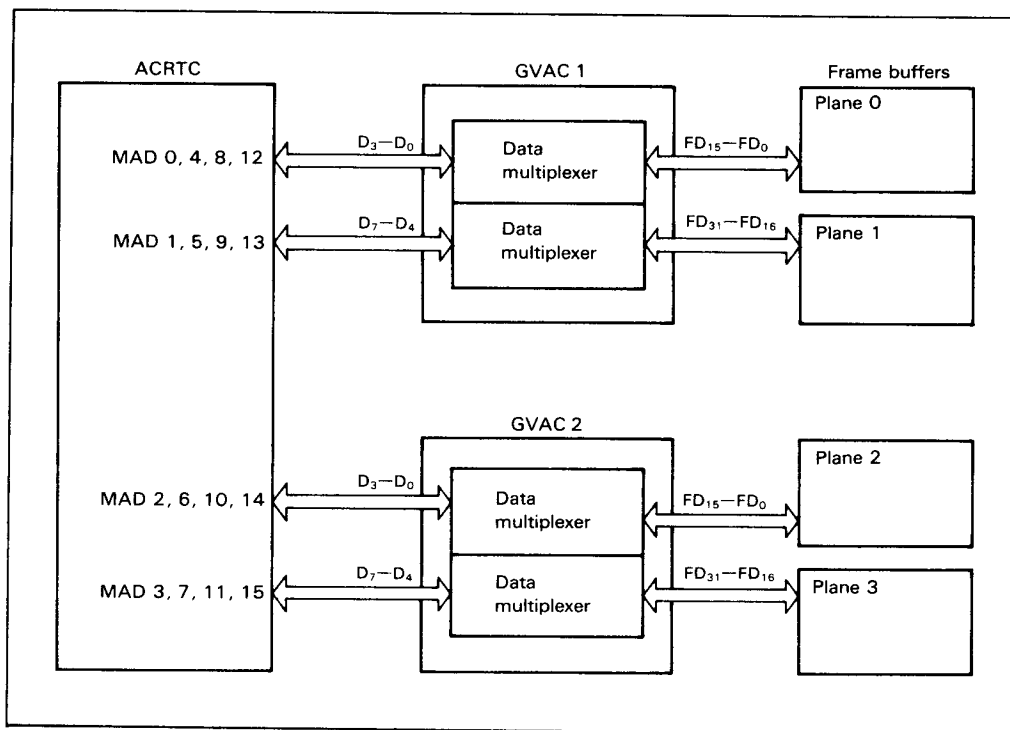 ACRTC
GVAC 1
Frame buffers
Plane 0
MAD 0, 4, 8, 12
D₃—D₀
Data
multiplexer
FD₁₅—FD₀
MAD 1, 5, 9, 13
D₇—D₄
Data
multiplexer
FD₃₁—FD₁₆
Plane 1
GVAC 2
Plane 2
MAD 2, 6, 10, 14
D₃—D₀
Data
multiplexer
FD₁₅—FD₀
MAD 3, 7, 11, 15
D₇—D₄
Data
multiplexer
FD₃₁—FD₁₆
Plane 3